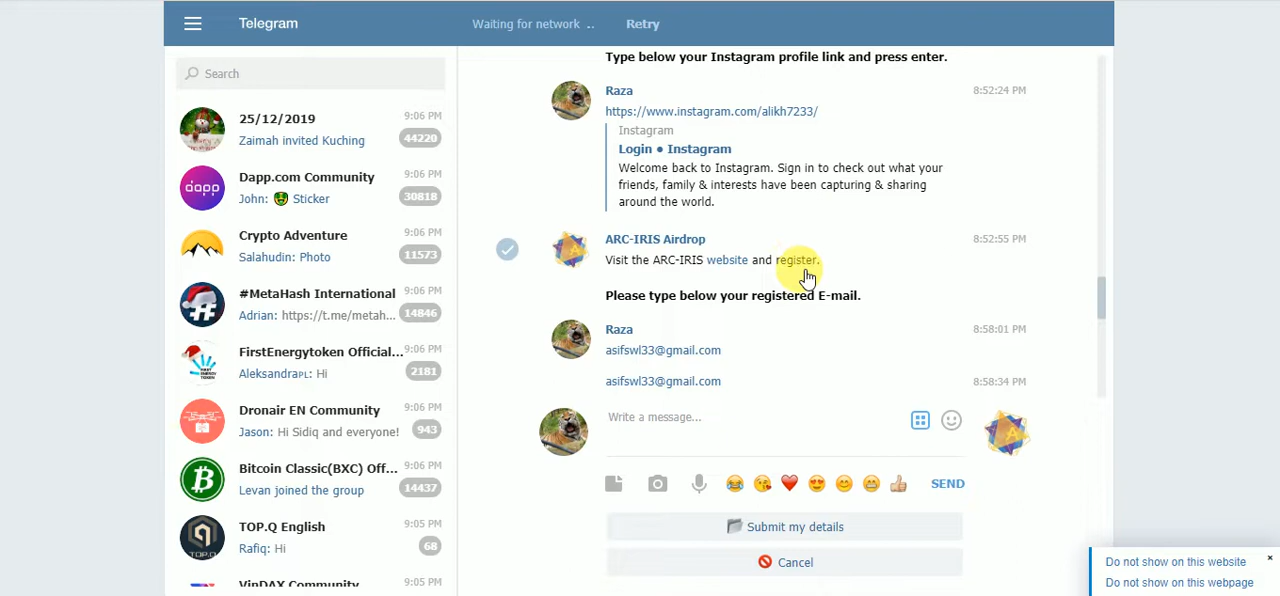 Telegram
Waiting for network ..
Retry
Search
25/12/2019
9:06 PM
Zaimah invited Kuching
44220
Dapp.com Community
9:06 PM
John: 🤑 Sticker
30818
dapp
Crypto Adventure
9:06 PM
Salahudin: Photo
11573
#MetaHash International
9:06 PM
Adrian: https://t.me/metah...
14846
FirstEnergytoken Official...
9:06 PM
AleksandraPL: Hi
2181
Dronair EN Community
9:06 PM
Jason: Hi Sidiq and everyone!
943
Bitcoin Classic(BXC) Off...
9:06 PM
Levan joined the group
14437
TOP.Q English
9:05 PM
Rafiq: Hi
68
TOP.Q
VinDAX Community
9:05 PM
Type below your Instagram profile link and press enter.
Raza
8:52:24 PM
https://www.instagram.com/alikh7233/
Instagram
Login • Instagram
Welcome back to Instagram. Sign in to check out what your
friends, family & interests have been capturing & sharing
around the world.
ARC-IRIS Airdrop
8:52:55 PM
Visit the ARC-IRIS website and register.
Please type below your registered E-mail.
Raza
8:58:01 PM
asifswl33@gmail.com
asifswl33@gmail.com
8:58:34 PM
Write a message...
SEND
Submit my details
Cancel
Do not show on this website
Do not show on this webpage